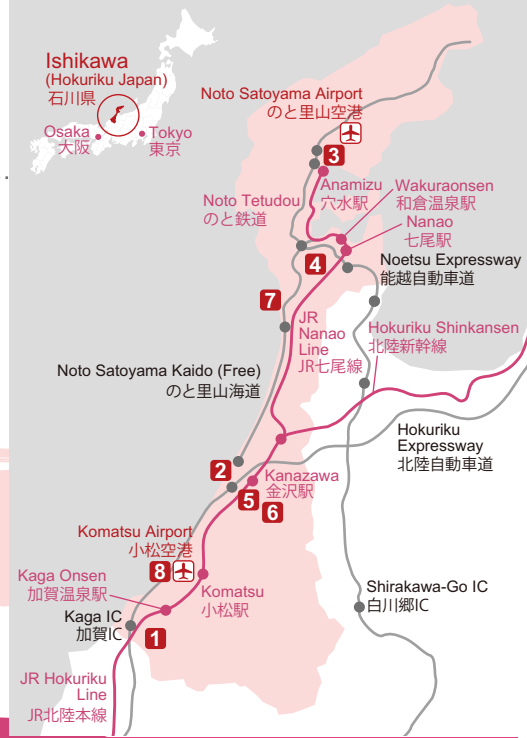 Ishikawa
(Hokuriku Japan)
石川県
Osaka
大阪
Tokyo
東京
Noto Satoyama Airport
のと里山空港
3
Anamizu
穴水駅
Noto Tetudou
のと鉄道
Wakuraonsen
和倉温泉駅
Nanao
七尾駅
4
Noetsu Expressway
能越自動車道
7
JR
Nanao
Line
JR七尾線
Hokuriku Shinkansen
北陸新幹線
Noto Satoyama Kaido (Free)
のと里山海道
Hokuriku
Expressway
北陸自動車道
2
Kanazawa
金沢駅
5
6
Komatsu Airport
小松空港
8
Kaga Onsen
加賀温泉駅
Komatsu
小松駅
Shirakawa-Go IC
白川郷IC
Kaga IC
加賀IC
1
JR Hokuriku
Line
JR北陸本線